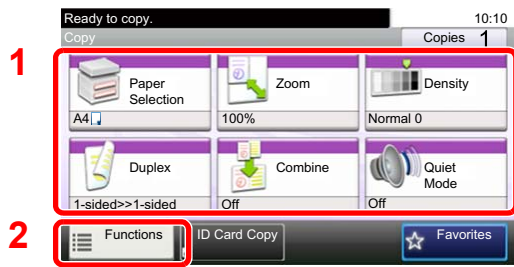 Ready to copy.
10:10
Copy
Copies 1
1
Paper
Selection
A4
Zoom
100%
Density
Normal 0
Duplex
1-sided>>1-sided
Combine
Off
Quiet
Mode
Off
2
Functions
ID Card Copy
Favorites